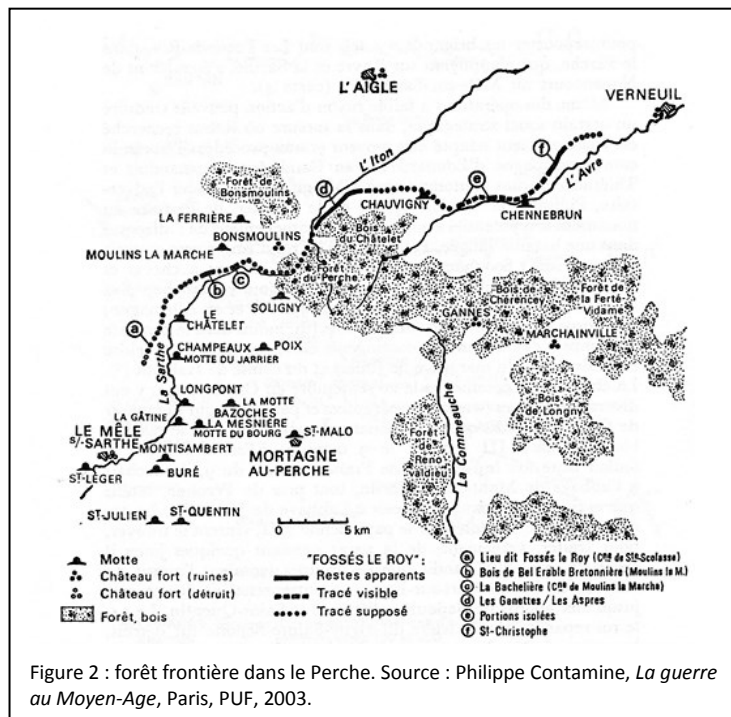 L'AIGLE
VERNEUIL
L'Iton
L'Avre
Forêt de
Bonsmoulins
f
e
d
CHAUVIGNY
CHENNEBRUN
LA FERRIÈRE
BONSMOULINS
Bois
du Châtelet
MOULINS LA MARCHE
Forêt
du Perche
b
c
SOLIGNY
Bois de
Chérencey
Forêt de
la Ferté-
Vidame
GANNES
MARCHAINVILLE
a
LE
CHÂTELET
La Sarthe
CHAMPEAUX
MOTTE DU JARRIER
POIX
LONGPONT
LA MOTTE
BAZOCHES
LA GÂTINE
LA MESNIÈRE
MOTTE DU BOURG
ST-MALO
Bois
de Longny
La Commeauche
Forêt
de
Reno
valdieu
LE MÊLE
s/-SARTHE
MONTISAMBERT
MORTAGNE
AU-PERCHE
ST-LÉGER
BURÉ
ST-JULIEN
ST-QUENTIN
0 5 km
Motte
Château fort (ruines)
Château fort (détruit)
Forêt, bois
"FOSSÉS LE ROY" :
Restes apparents
Tracé visible
Tracé supposé
a Lieu dit Fossés le Roy (Cne de Ste-Scolasse)
b Bois de Bel Erable Bretonnière (Moulins le M.)
c La Bachelière (Cne de Moulins la Marche)
d Les Genettes / Les Aspres
e Portions isolées
f St-Christophe
Figure 2 : forêt frontière dans le Perche. Source : Philippe Contamine, La guerre
au Moyen-Age, Paris, PUF, 2003.